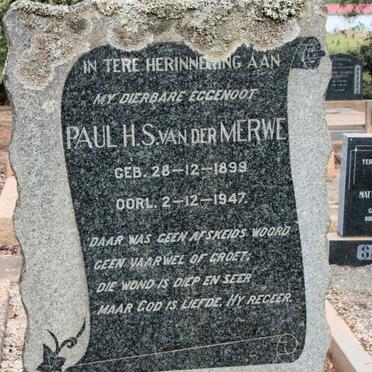 IN TERE HERINNERING AAN
MY DIERBARE EGGENOOT
PAUL H.S. VAN DER MERWE
GEB. 28-12-1899
OORL. 2-12-1947.
DAAR WAS GEEN AFSKEIDS WOORD
GEEN VAARWEL OF GROET;
DIE WOND IS DIEP EN SEER
MAAR GOD IS LIEFDE. HY REGEER.